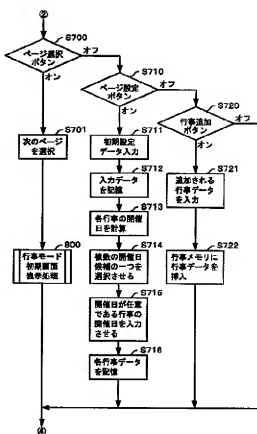 ②
S700
ページ選択
ボタン
オフ
オン
S710
ページ設定
ボタン
オフ
オン
S720
行事追加
ボタン
オフ
オン
S701
次のページ
を選択
S711
初期設定
データ入力
S712
入力データ
を記憶
S713
各行事の開催
日を計算
S714
複数の開催日
候補の一つを
選択させる
S715
開催日が任意
である行事の
開催日を入力
させる
S716
各行事データ
を記憶
S721
追加される
行事データ
を入力
S722
行事メモリに
行事データを
挿入
800
行事モード
初期画面
表示処理
④